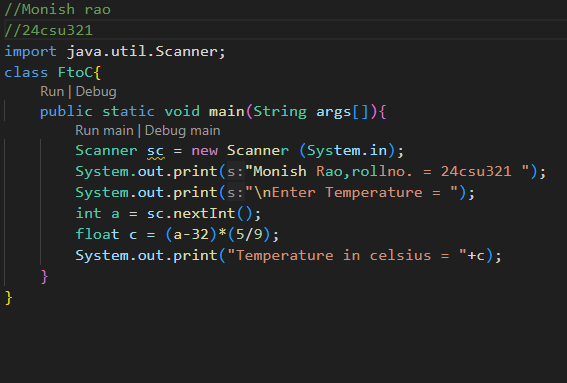 //Monish rao
//24csu321
import java.util.Scanner;
class FtoC{
Run | Debug
public static void main(String args[]){
Run main | Debug main
Scanner sc = new Scanner (System.in);
System.out.print(s:"Monish Rao,rollno. = 24csu321 ");
System.out.print(s:"\nEnter Temperature = ");
int a = sc.nextInt();
float c = (a-32)*(5/9);
System.out.print("Temperature in celsius = "+c);
}
}